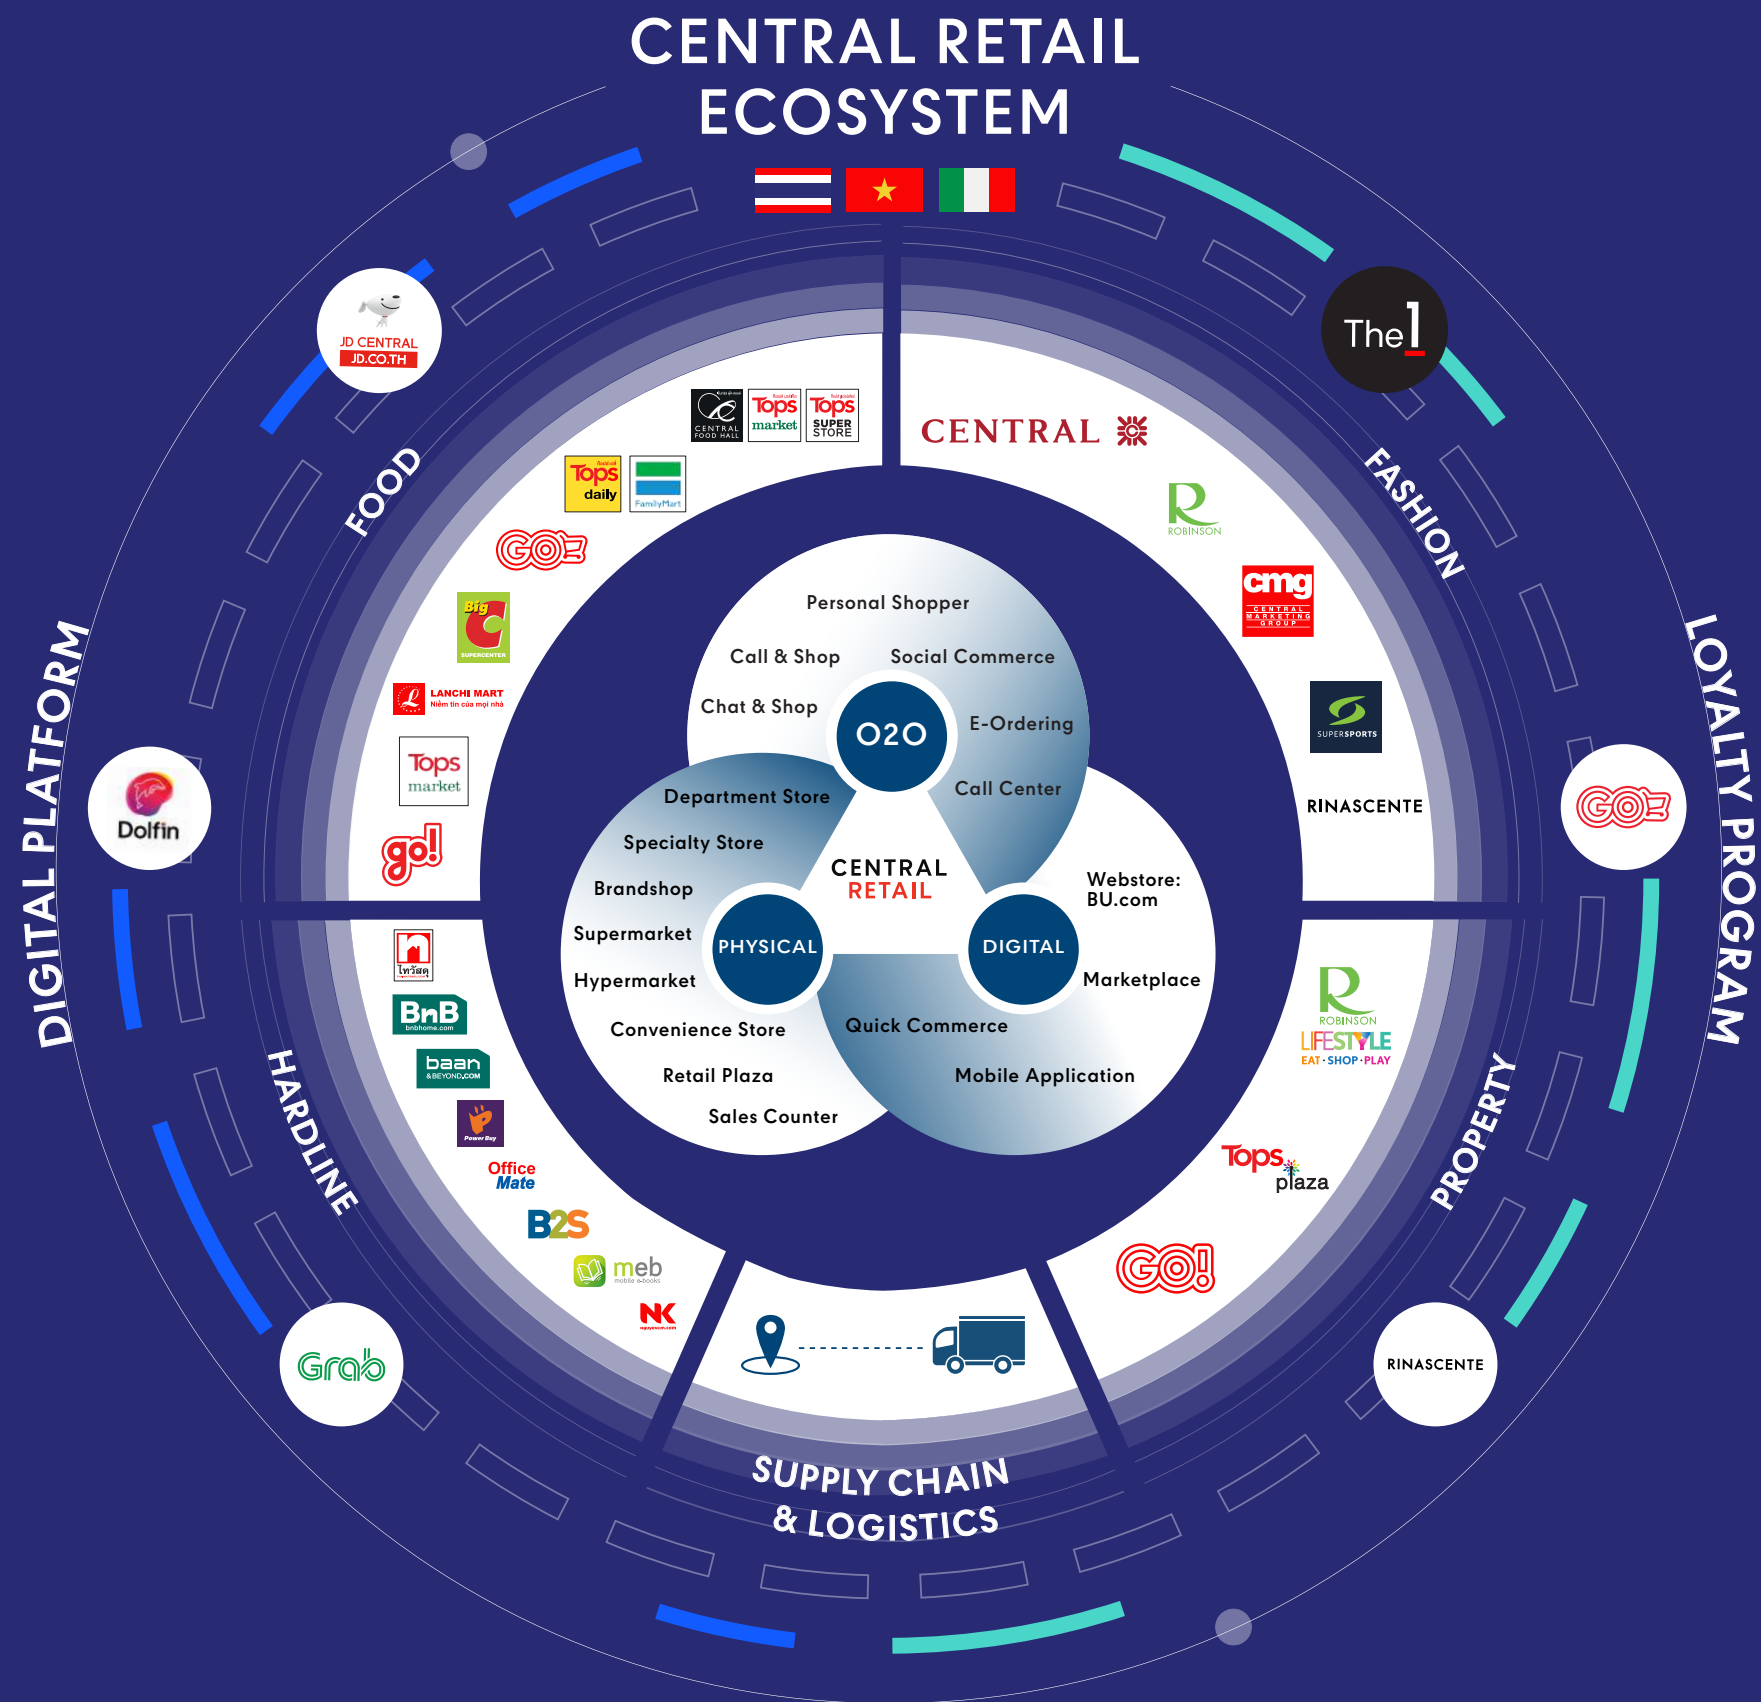 CENTRAL RETAIL
ECOSYSTEM
DIGITAL PLATFORM
JD CENTRAL
JD.CO.TH
Dolfin
Grab
LOYALTY PROGRAM
The1
GO!
RINASCENTE
FOOD
CENTRAL
FOOD HALL
Tops
market
Tops
SUPER
STORE
Tops
daily
FamilyMart
GO!
Big
C
SUPERCENTER
LANCHI MART
Niềm tin của mọi nhà
Tops
market
go!
FASHION
CENTRAL
R
ROBINSON
cmg
CENTRAL
MARKETING
GROUP
SUPERSPORTS
RINASCENTE
HARDLINE
ไทวัสดุ
BnB
bnbhome.com
baan
& BEYOND.COM
Power Buy
Office
Mate
B2S
meb
mobile e-books
NK
nguyenkim.com
PROPERTY
R
ROBINSON
LIFESTYLE
EAT·SHOP·PLAY
Tops
plaza
GO!
SUPPLY CHAIN
& LOGISTICS
O2O
Personal Shopper
Call & Shop
Social Commerce
Chat & Shop
E-Ordering
Call Center
PHYSICAL
Department Store
Specialty Store
Brandshop
Supermarket
Hypermarket
Convenience Store
Retail Plaza
Sales Counter
CENTRAL
RETAIL
DIGITAL
Webstore:
BU.com
Marketplace
Quick Commerce
Mobile Application